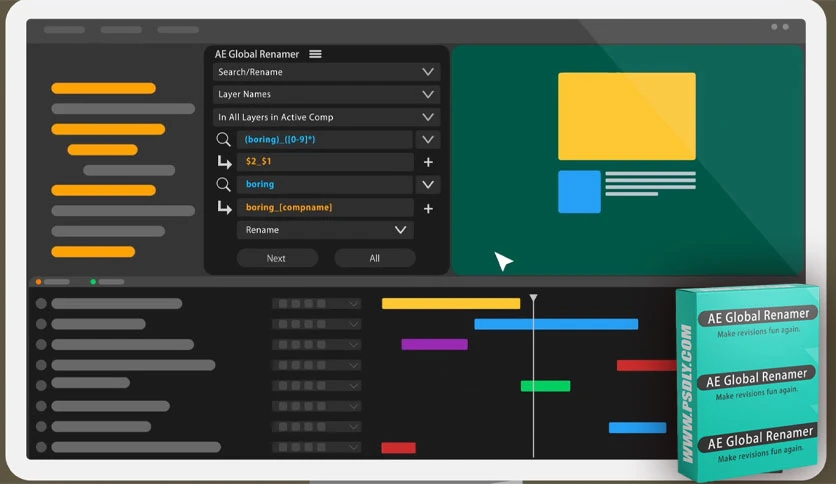 AE Global Renamer
Search/Rename
Layer Names
In All Layers in Active Comp
(boring)_([0-9]*)
$2_$1
boring
boring_[compname]
Rename
Next
All
WWW.PSDLY.COM
AE Global Renamer
Make revisions fun again.
AE Global Renamer
Make revisions fun again.
AE Global Renamer
Make revisions fun again.